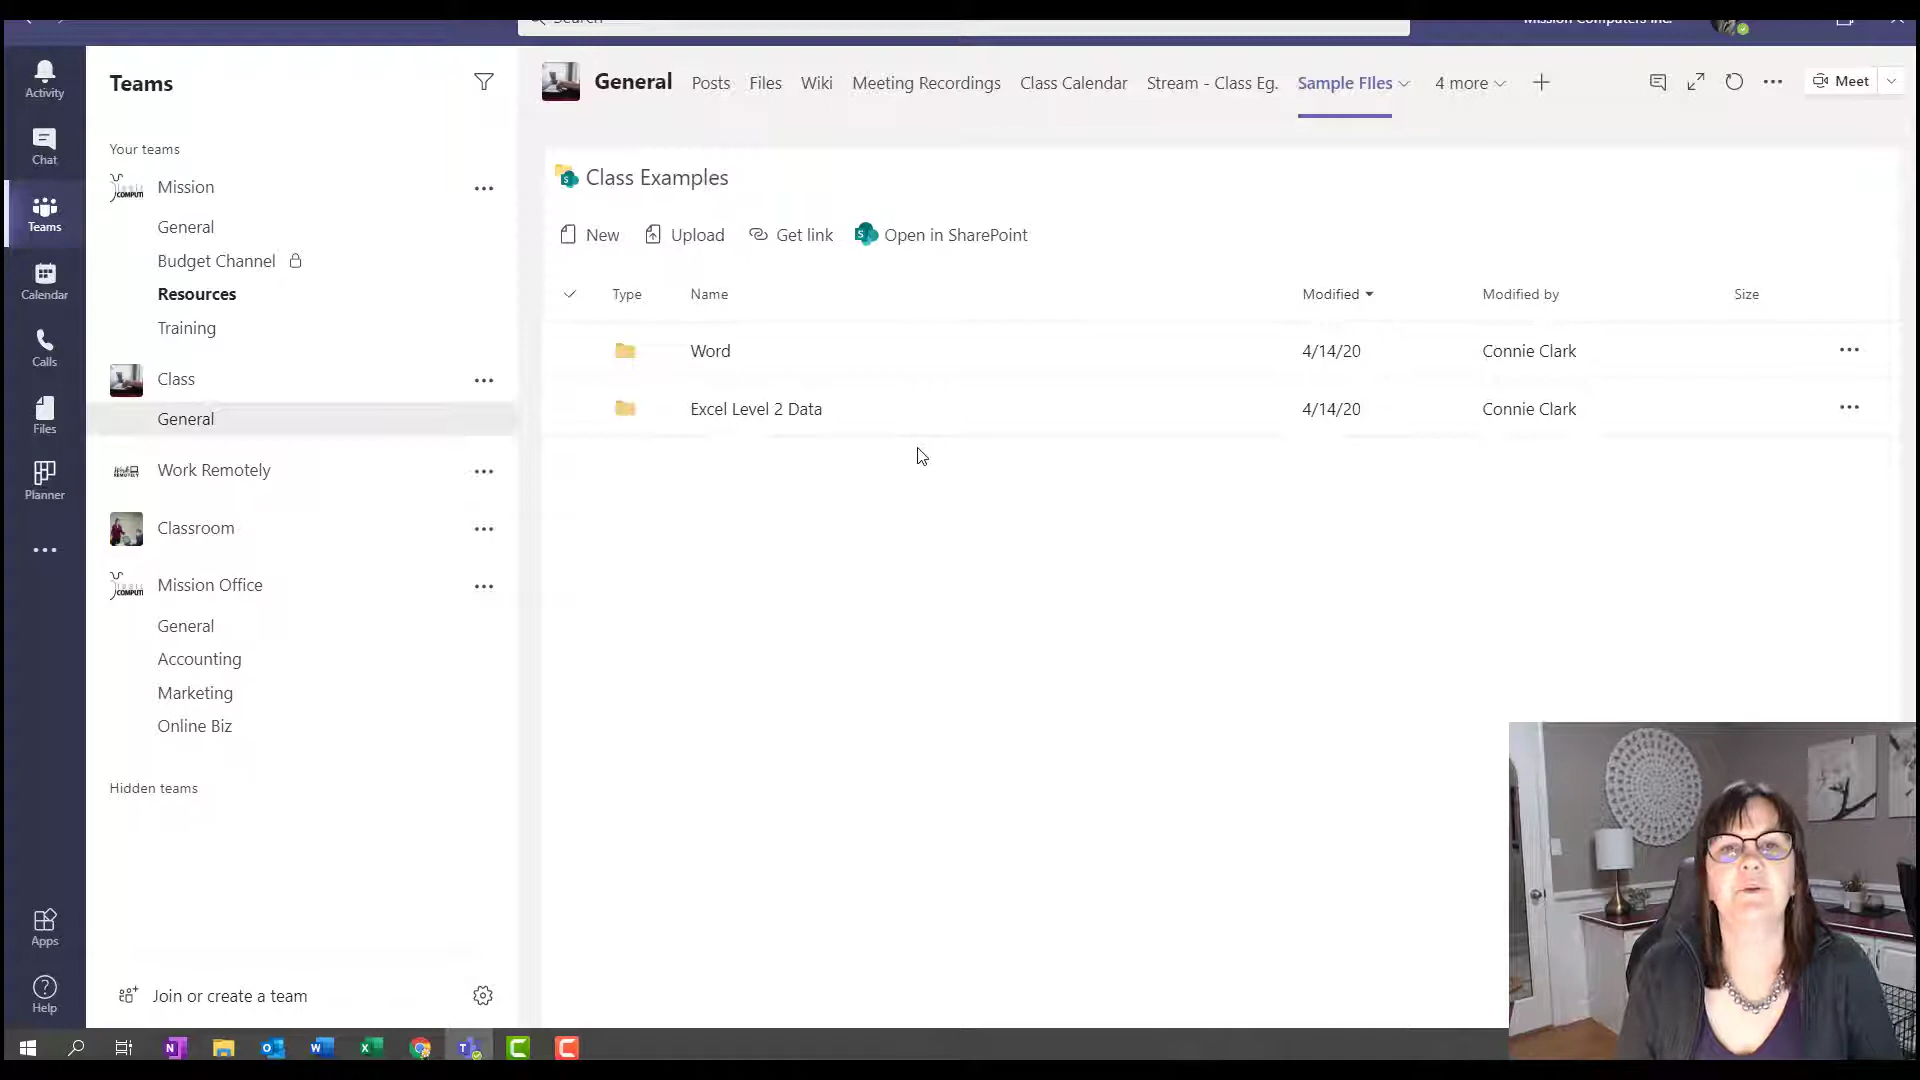 Search
Mission Computers Inc.
Activity
Chat
Teams
Calendar
Calls
Files
Planner
Apps
Help
Teams
Your teams
Mission
General
Budget Channel
Resources
Training
Class
General
Work Remotely
Classroom
Mission Office
General
Accounting
Marketing
Online Biz
Hidden teams
Join or create a team
General Posts Files Wiki Meeting Recordings Class Calendar Stream - Class Eg. Sample FIles 4 more Meet
Class Examples
New Upload Get link Open in SharePoint
Type Name Modified Modified by Size
Word 4/14/20 Connie Clark
Excel Level 2 Data 4/14/20 Connie Clark